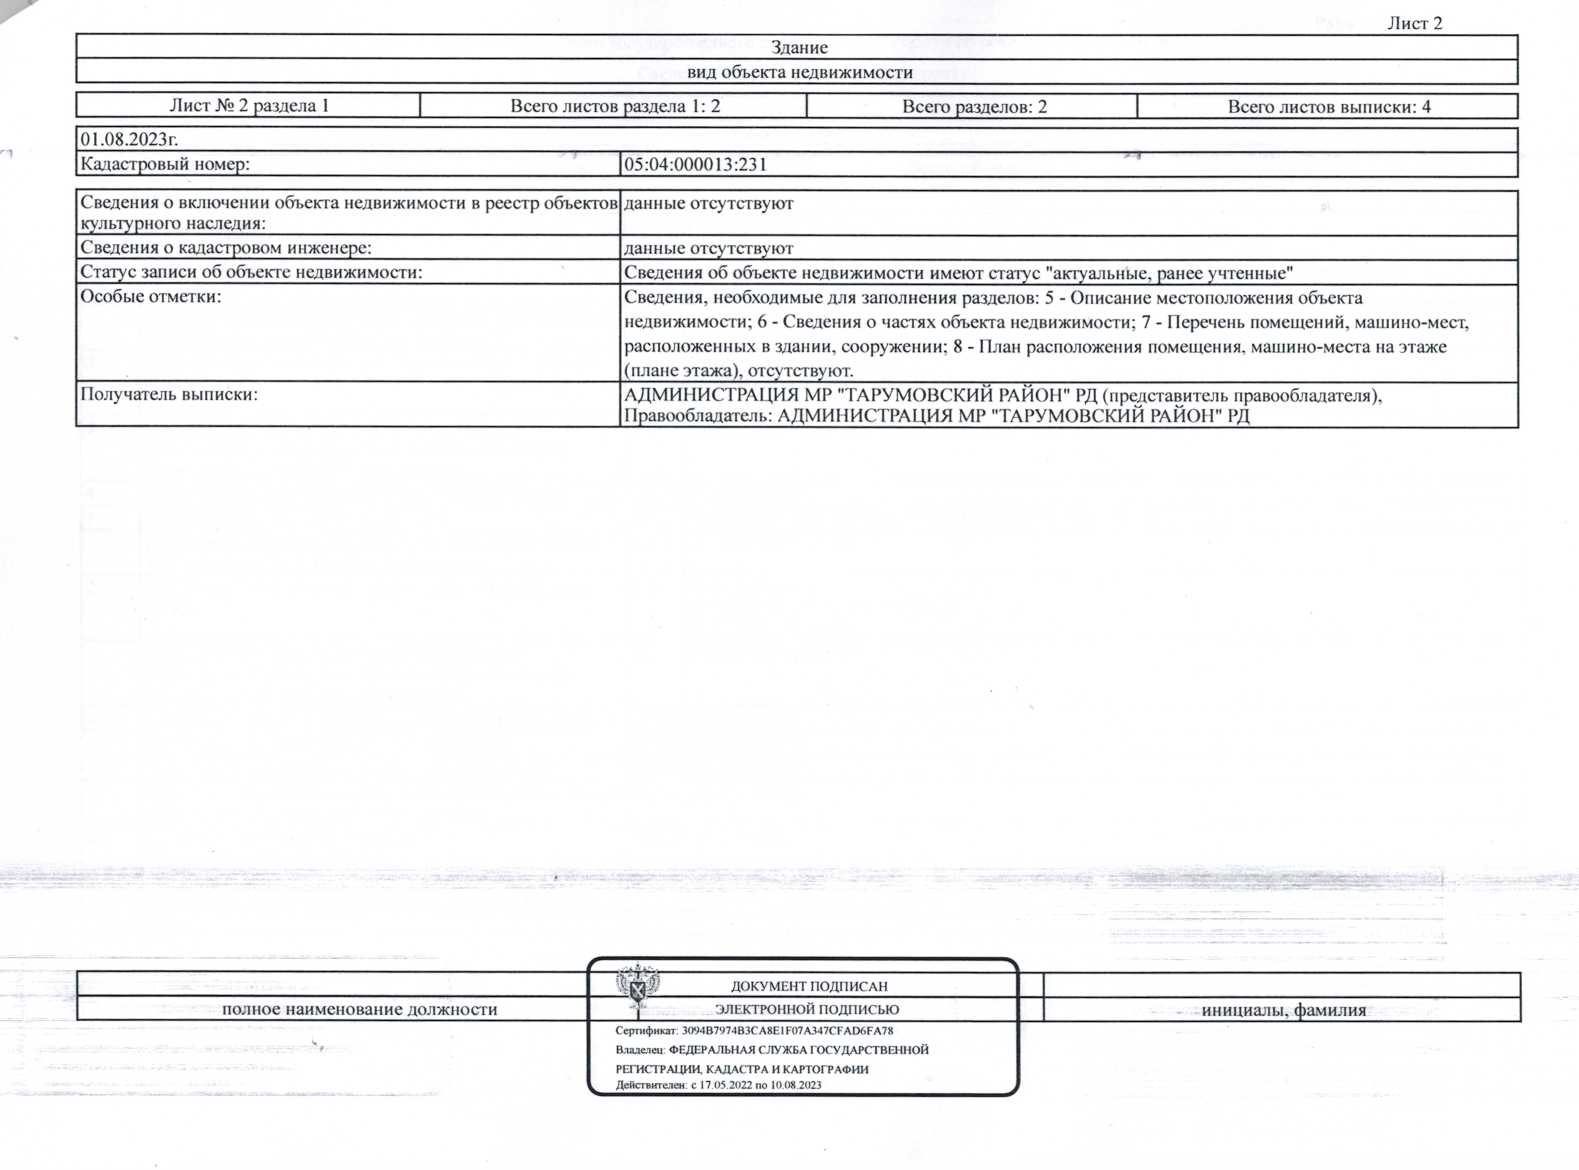 Лист 2
Здание
вид объекта недвижимости
Лист № 2 раздела 1 Всего листов раздела 1: 2 Всего разделов: 2 Всего листов выписки: 4
01.08.2023г.
Кадастровый номер: 05:04:000013:231
Сведения о включении объекта недвижимости в реестр объектов данные отсутствуют
культурного наследия:
Сведения о кадастровом инженере: данные отсутствуют
Статус записи об объекте недвижимости: Сведения об объекте недвижимости имеют статус "актуальные, ранее учтенные"
Особые отметки: Сведения, необходимые для заполнения разделов: 5 - Описание местоположения объекта
недвижимости; 6 - Сведения о частях объекта недвижимости; 7 - Перечень помещений, машино-мест,
расположенных в здании, сооружении; 8 - План расположения помещения, машино-места на этаже
(плане этажа), отсутствуют.
Получатель выписки: АДМИНИСТРАЦИЯ МР "ТАРУМОВСКИЙ РАЙОН" РД (представитель правообладателя),
Правообладатель: АДМИНИСТРАЦИЯ МР "ТАРУМОВСКИЙ РАЙОН" РД
ДОКУМЕНТ ПОДПИСАН
полное наименование должности ЭЛЕКТРОННОЙ ПОДПИСЬЮ инициалы, фамилия
Сертификат: 3094B7974B3CA8E1F07A347CFAD6FA78
Владелец: ФЕДЕРАЛЬНАЯ СЛУЖБА ГОСУДАРСТВЕННОЙ
РЕГИСТРАЦИИ, КАДАСТРА И КАРТОГРАФИИ
Действителен: с 17.05.2022 по 10.08.2023